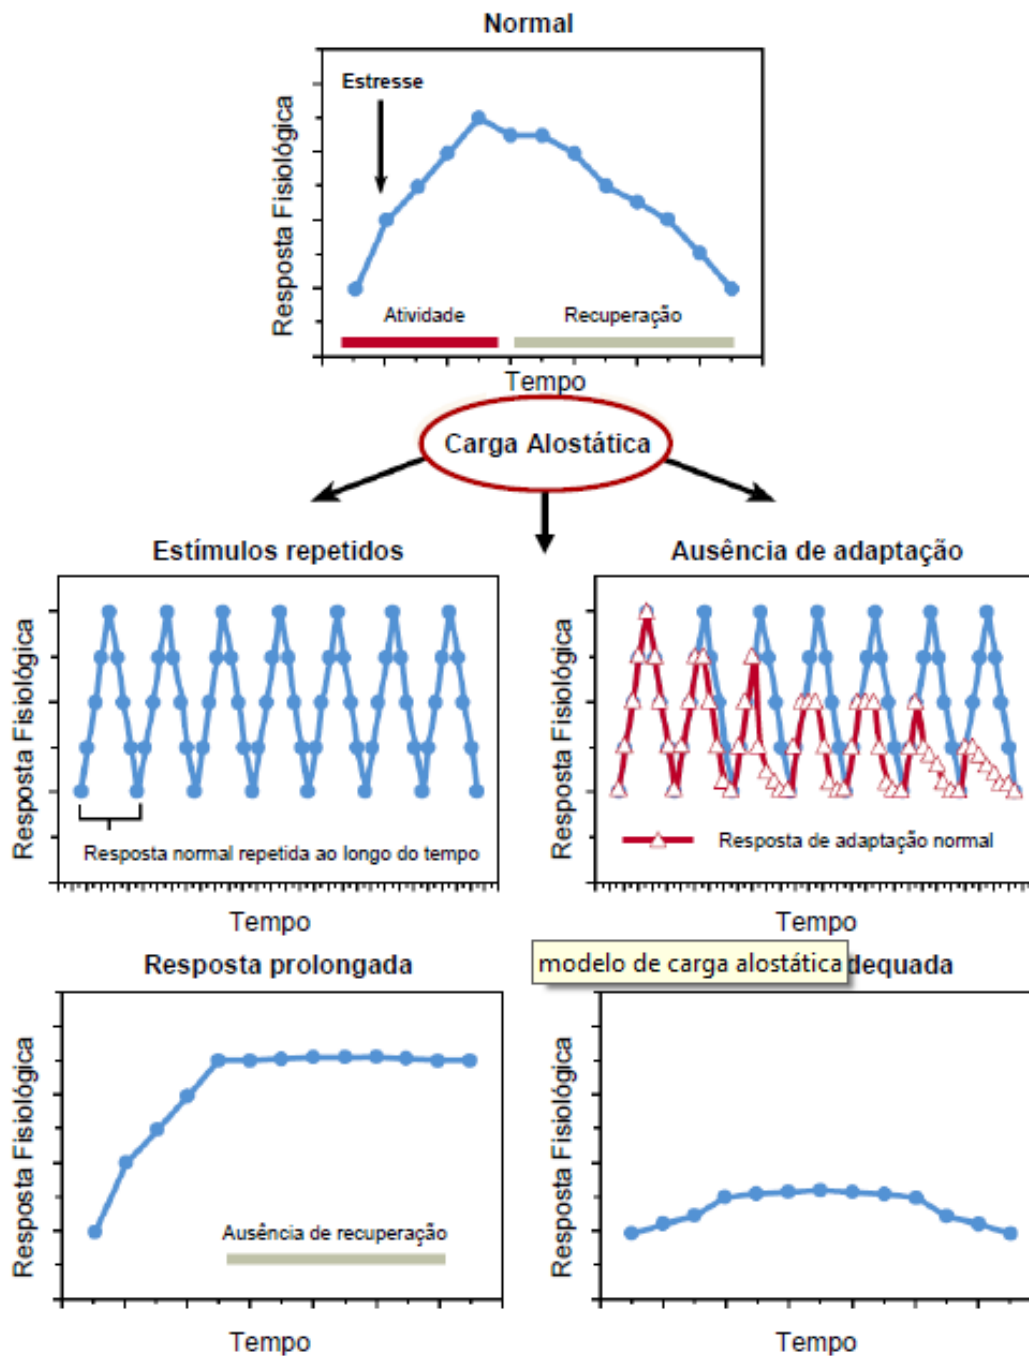 Normal
Estresse
Resposta Fisiológica
Atividade
Recuperação
Tempo
Carga Alostática
Estímulos repetidos
Ausência de adaptação
Resposta Fisiológica
Resposta normal repetida ao longo do tempo
Tempo
Resposta Fisiológica
Resposta de adaptação normal
Tempo
Resposta prolongada
modelo de carga alostática
Resposta Fisiológica
Ausência de recuperação
Tempo
Resposta Fisiológica
Tempo